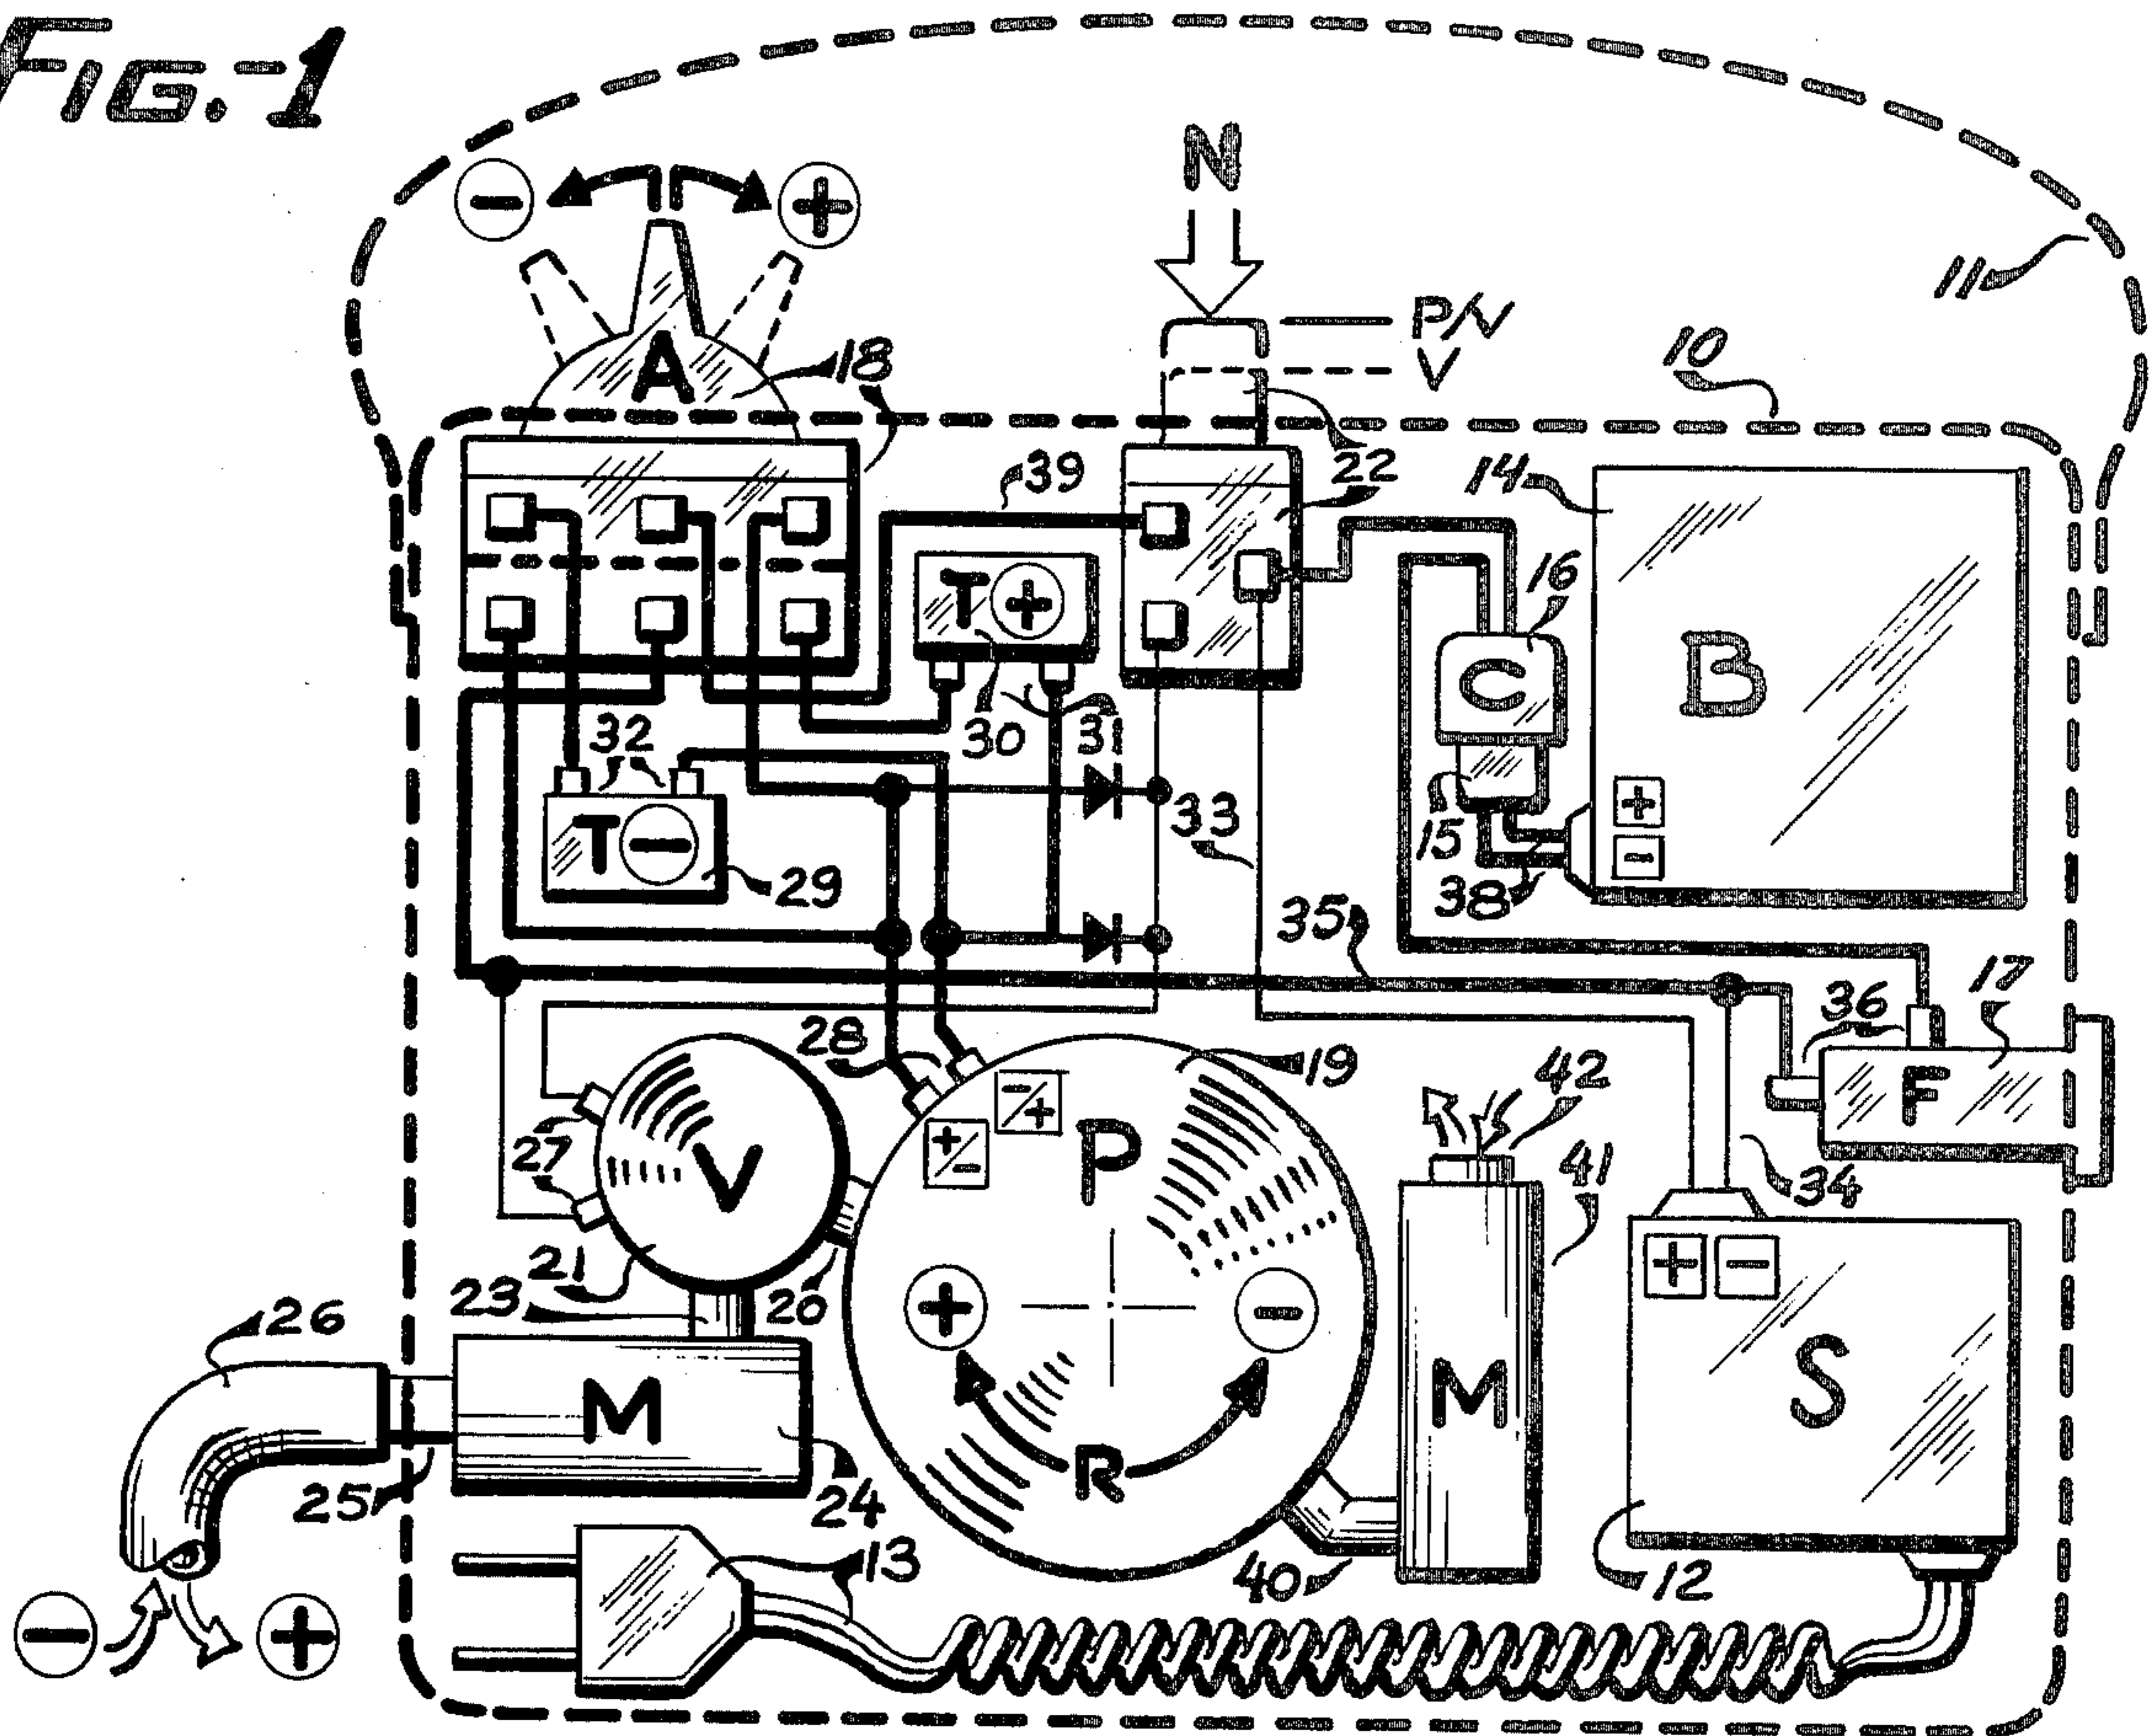 FIG.-1
N
− +
11
P/V
V
10
A
18
22
39
14
16
T +
C
B
30
31
32
33
15
+
−
T −
29
38
35
17
36
28
19
42
F
−/+
+/−
P
27
V
41
34
21
23
20
+ −
+ −
26
S
M
M
R
25
24
13
40
12
− +